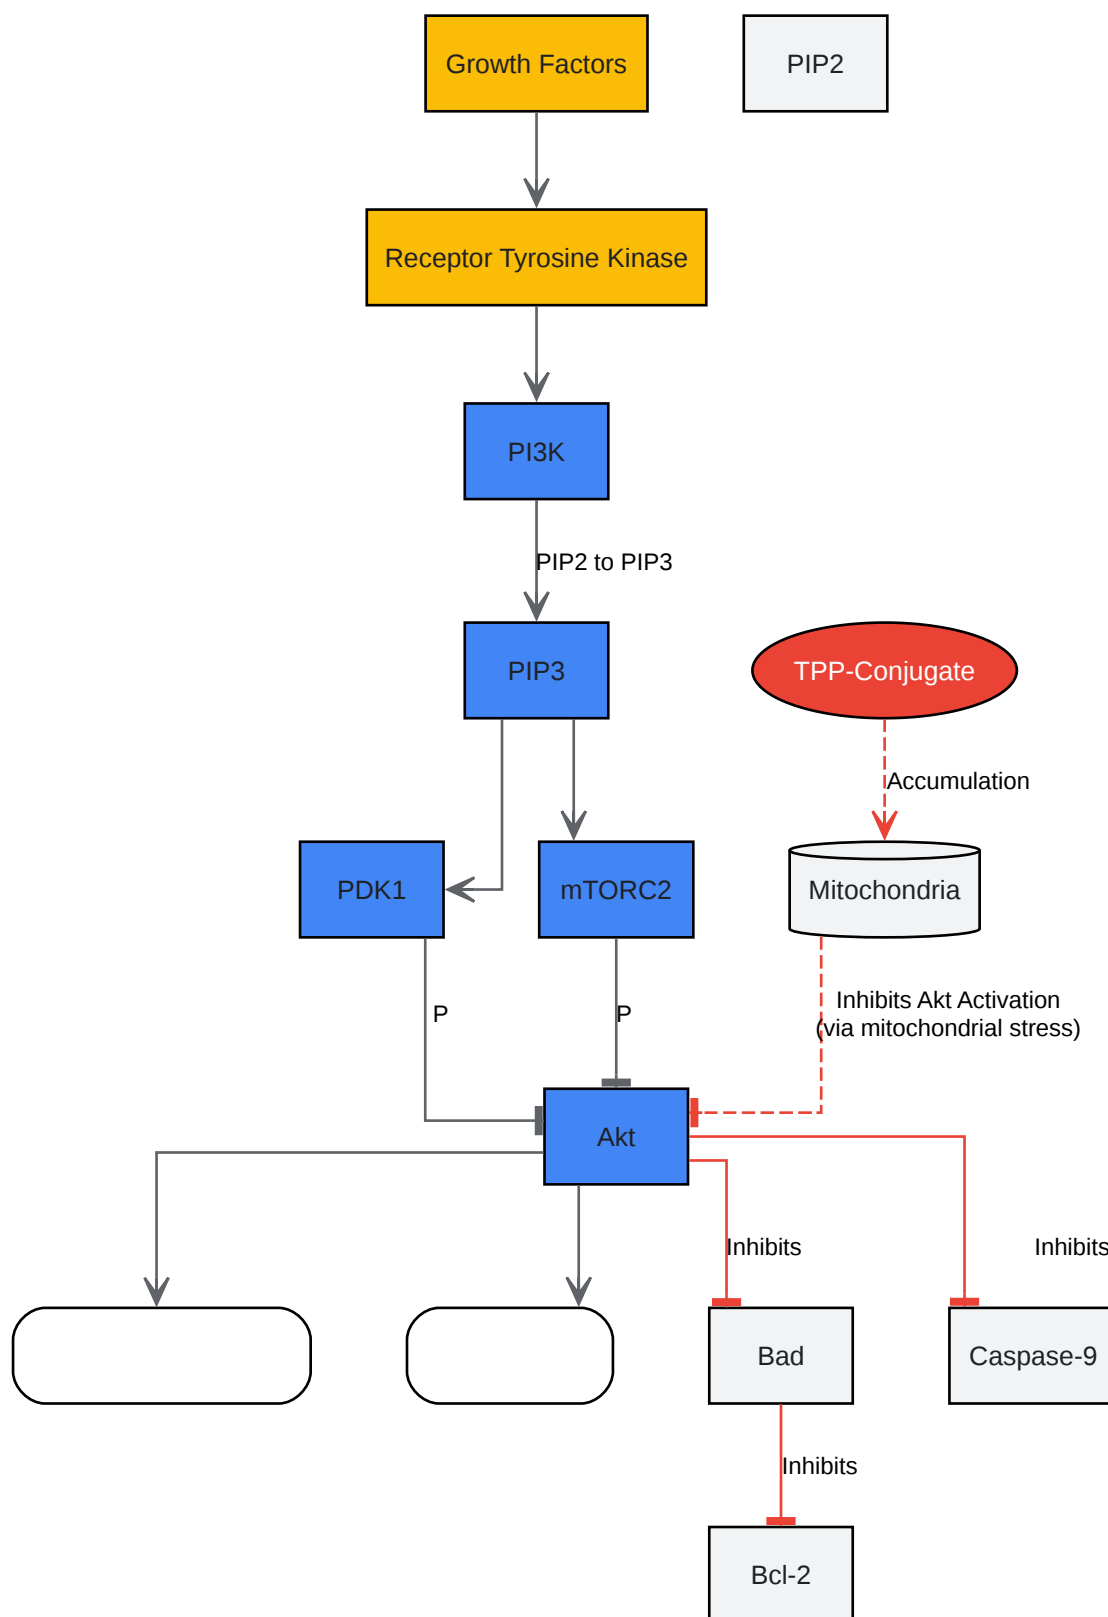 Growth Factors
PIP2
Receptor Tyrosine Kinase
PI3K
PIP2 to PIP3
PIP3
TPP-Conjugate
Accumulation
PDK1
mTORC2
Mitochondria
P
P
Inhibits Akt Activation
(via mitochondrial stress)
Akt
Inhibits
Inhibits
Bad
Caspase-9
Inhibits
Bcl-2